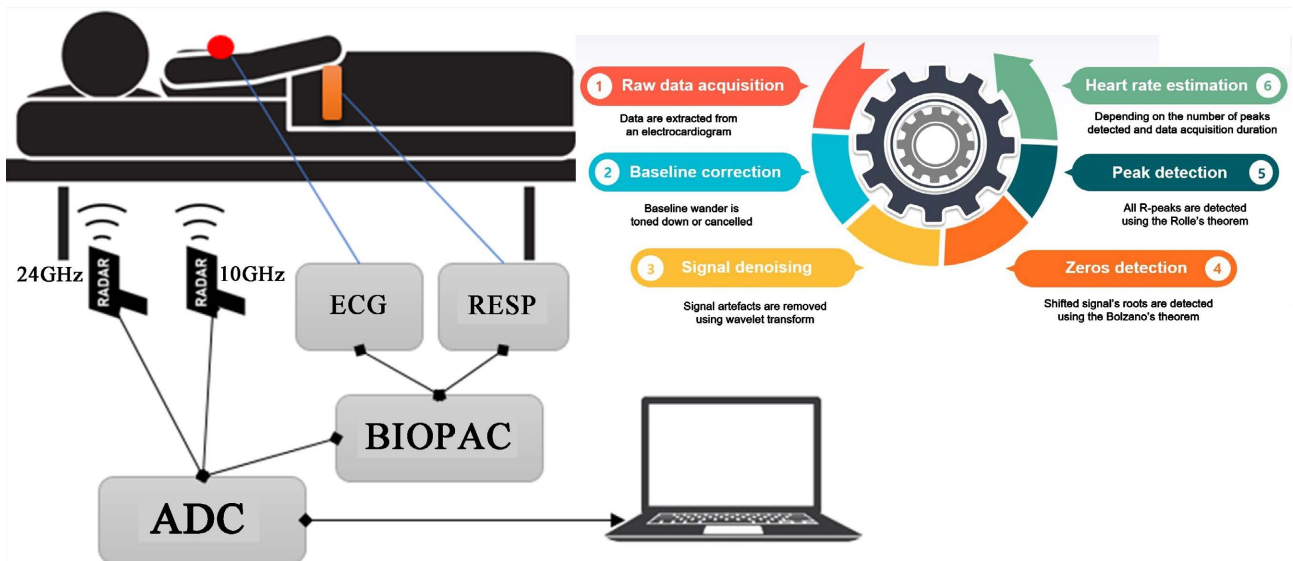 24GHz
RADAR
RADAR
10GHz
ECG
RESP
BIOPAC
ADC
1 Raw data acquisition
Data are extracted from
an electrocardiogram
2 Baseline correction
Baseline wander is
toned down or cancelled
3 Signal denoising
Signal artefacts are removed
using wavelet transform
Heart rate estimation 6
Depending on the number of peaks
detected and data acquisition duration
Peak detection 5
All R-peaks are detected
using the Rolle's theorem
Zeros detection 4
Shifted signal's roots are detected
using the Bolzano's theorem